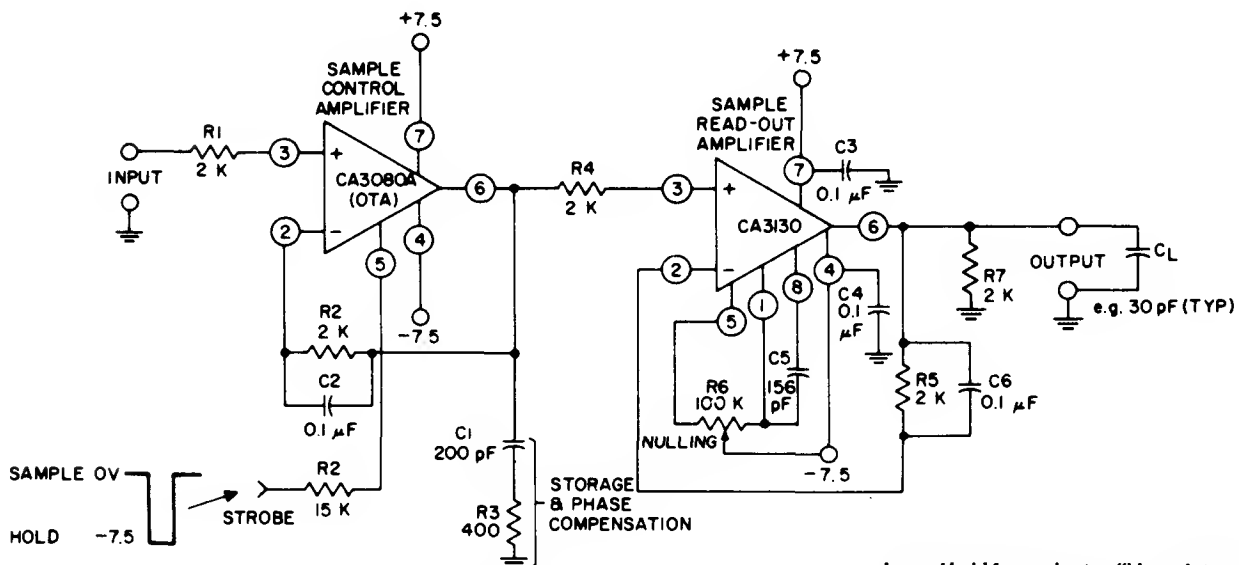 +7.5
SAMPLE
CONTROL
AMPLIFIER
7
R1
2 K
3
+
INPUT
CA3080A
(OTA)
6
2
-
5
4
-7.5
R2
2 K
C2
0.1 µF
R4
2 K
C1
200 pF
R3
400
STORAGE
& PHASE
COMPENSATION
SAMPLE 0V
HOLD -7.5
STROBE
R2
15 K
+7.5
SAMPLE
READ-OUT
AMPLIFIER
7
C3
0.1 µF
3
+
CA3130
6
2
-
5
1
8
4
C4
0.1
µF
R6
100 K
C5
156
pF
NULLING
-7.5
R7
2 K
OUTPUT
CL
e.g. 30 pF (TYP)
R5
2 K
C6
0.1 µF